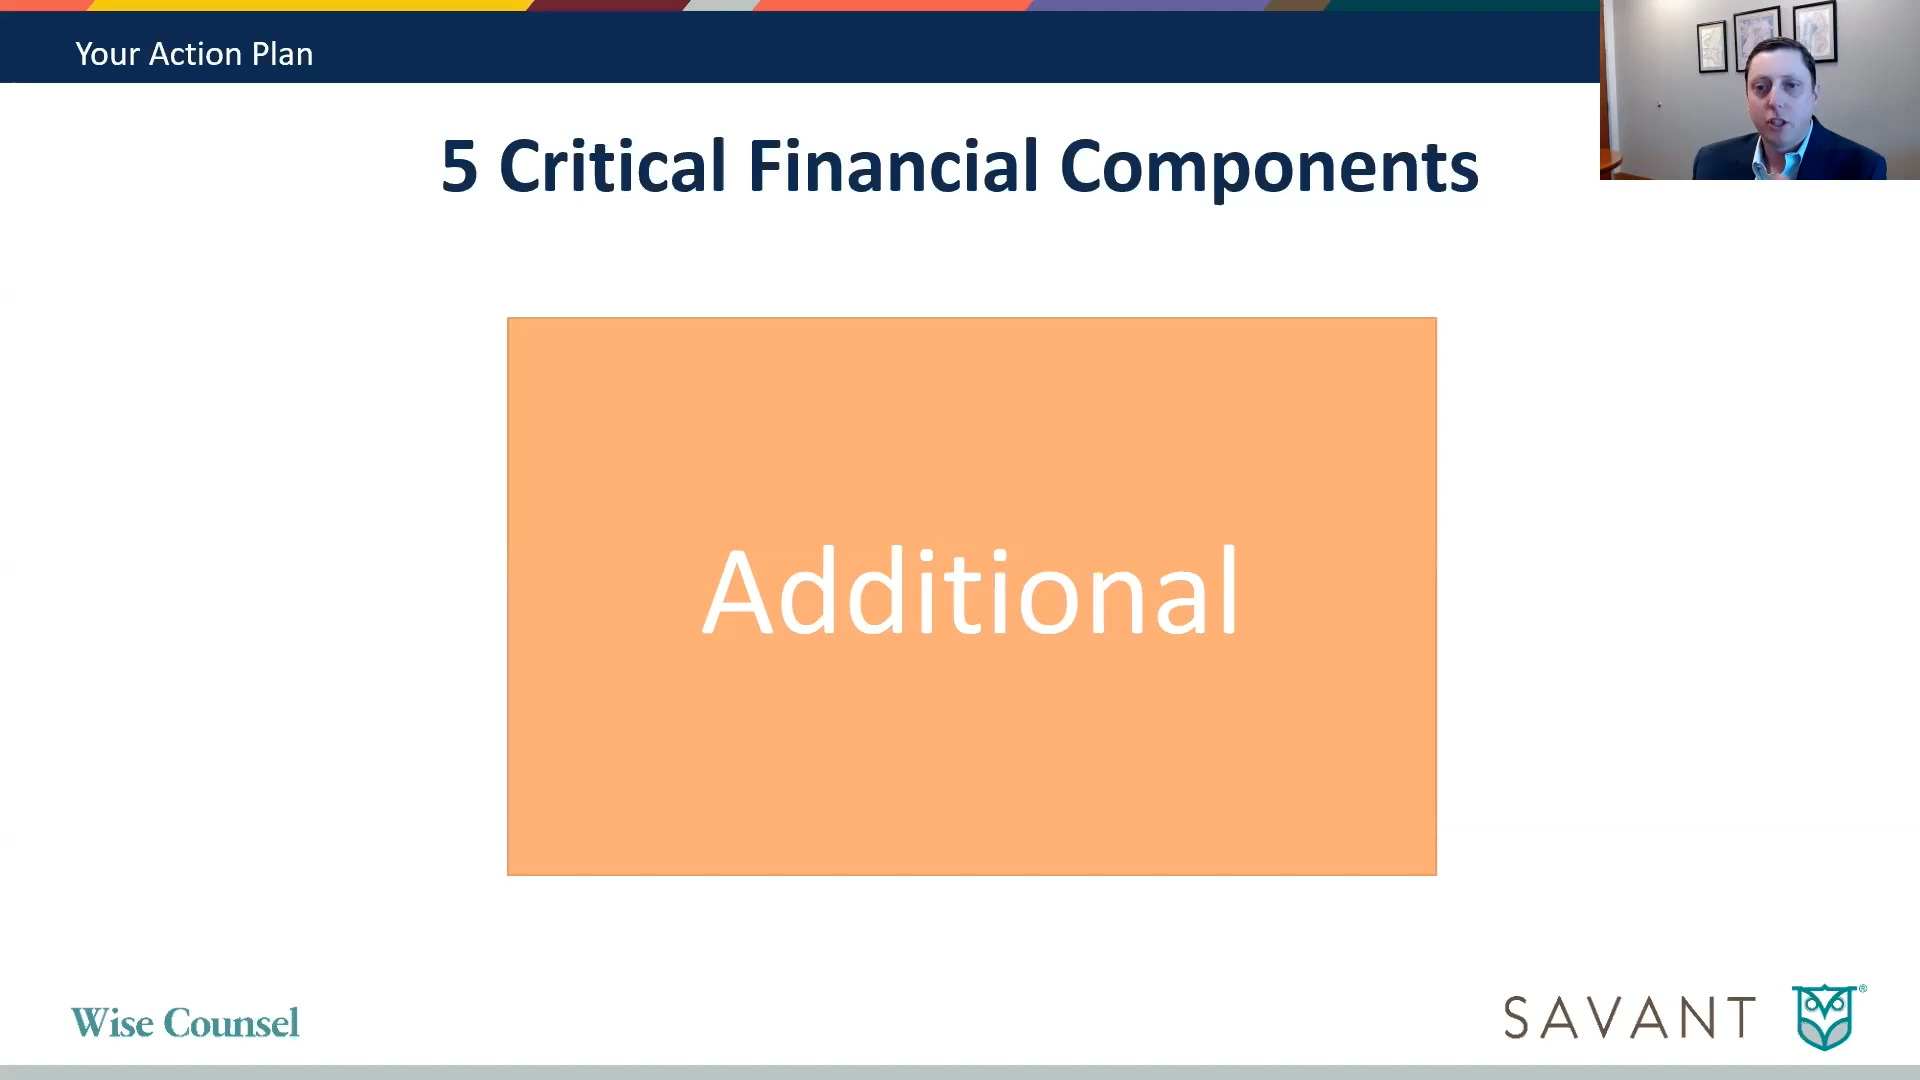 Your Action Plan
5 Critical Financial Components
Additional
Wise Counsel
SAVANT
®